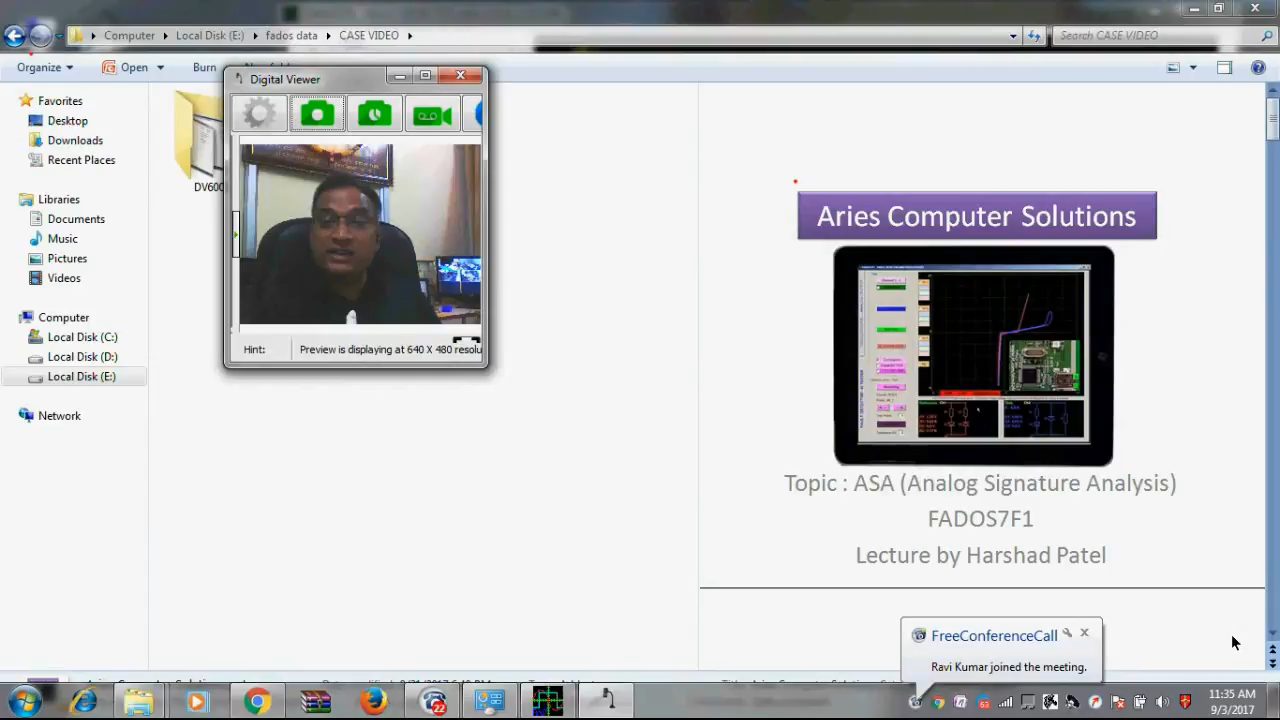 Computer
Local Disk (E:)
fados data
CASE VIDEO
Search CASE VIDEO
Organize
Open
Burn
Favorites
Desktop
Downloads
Recent Places
Libraries
Documents
Music
Pictures
Videos
Computer
Local Disk (C:)
Local Disk (D:)
Local Disk (E:)
Network
DV600
Digital Viewer
Hint:
Preview is displaying at 640 X 480 resolu
Aries Computer Solutions
Topic : ASA (Analog Signature Analysis)
FADOS7F1
Lecture by Harshad Patel
FreeConferenceCall
Ravi Kumar joined the meeting.
22
63
11:35 AM
9/3/2017